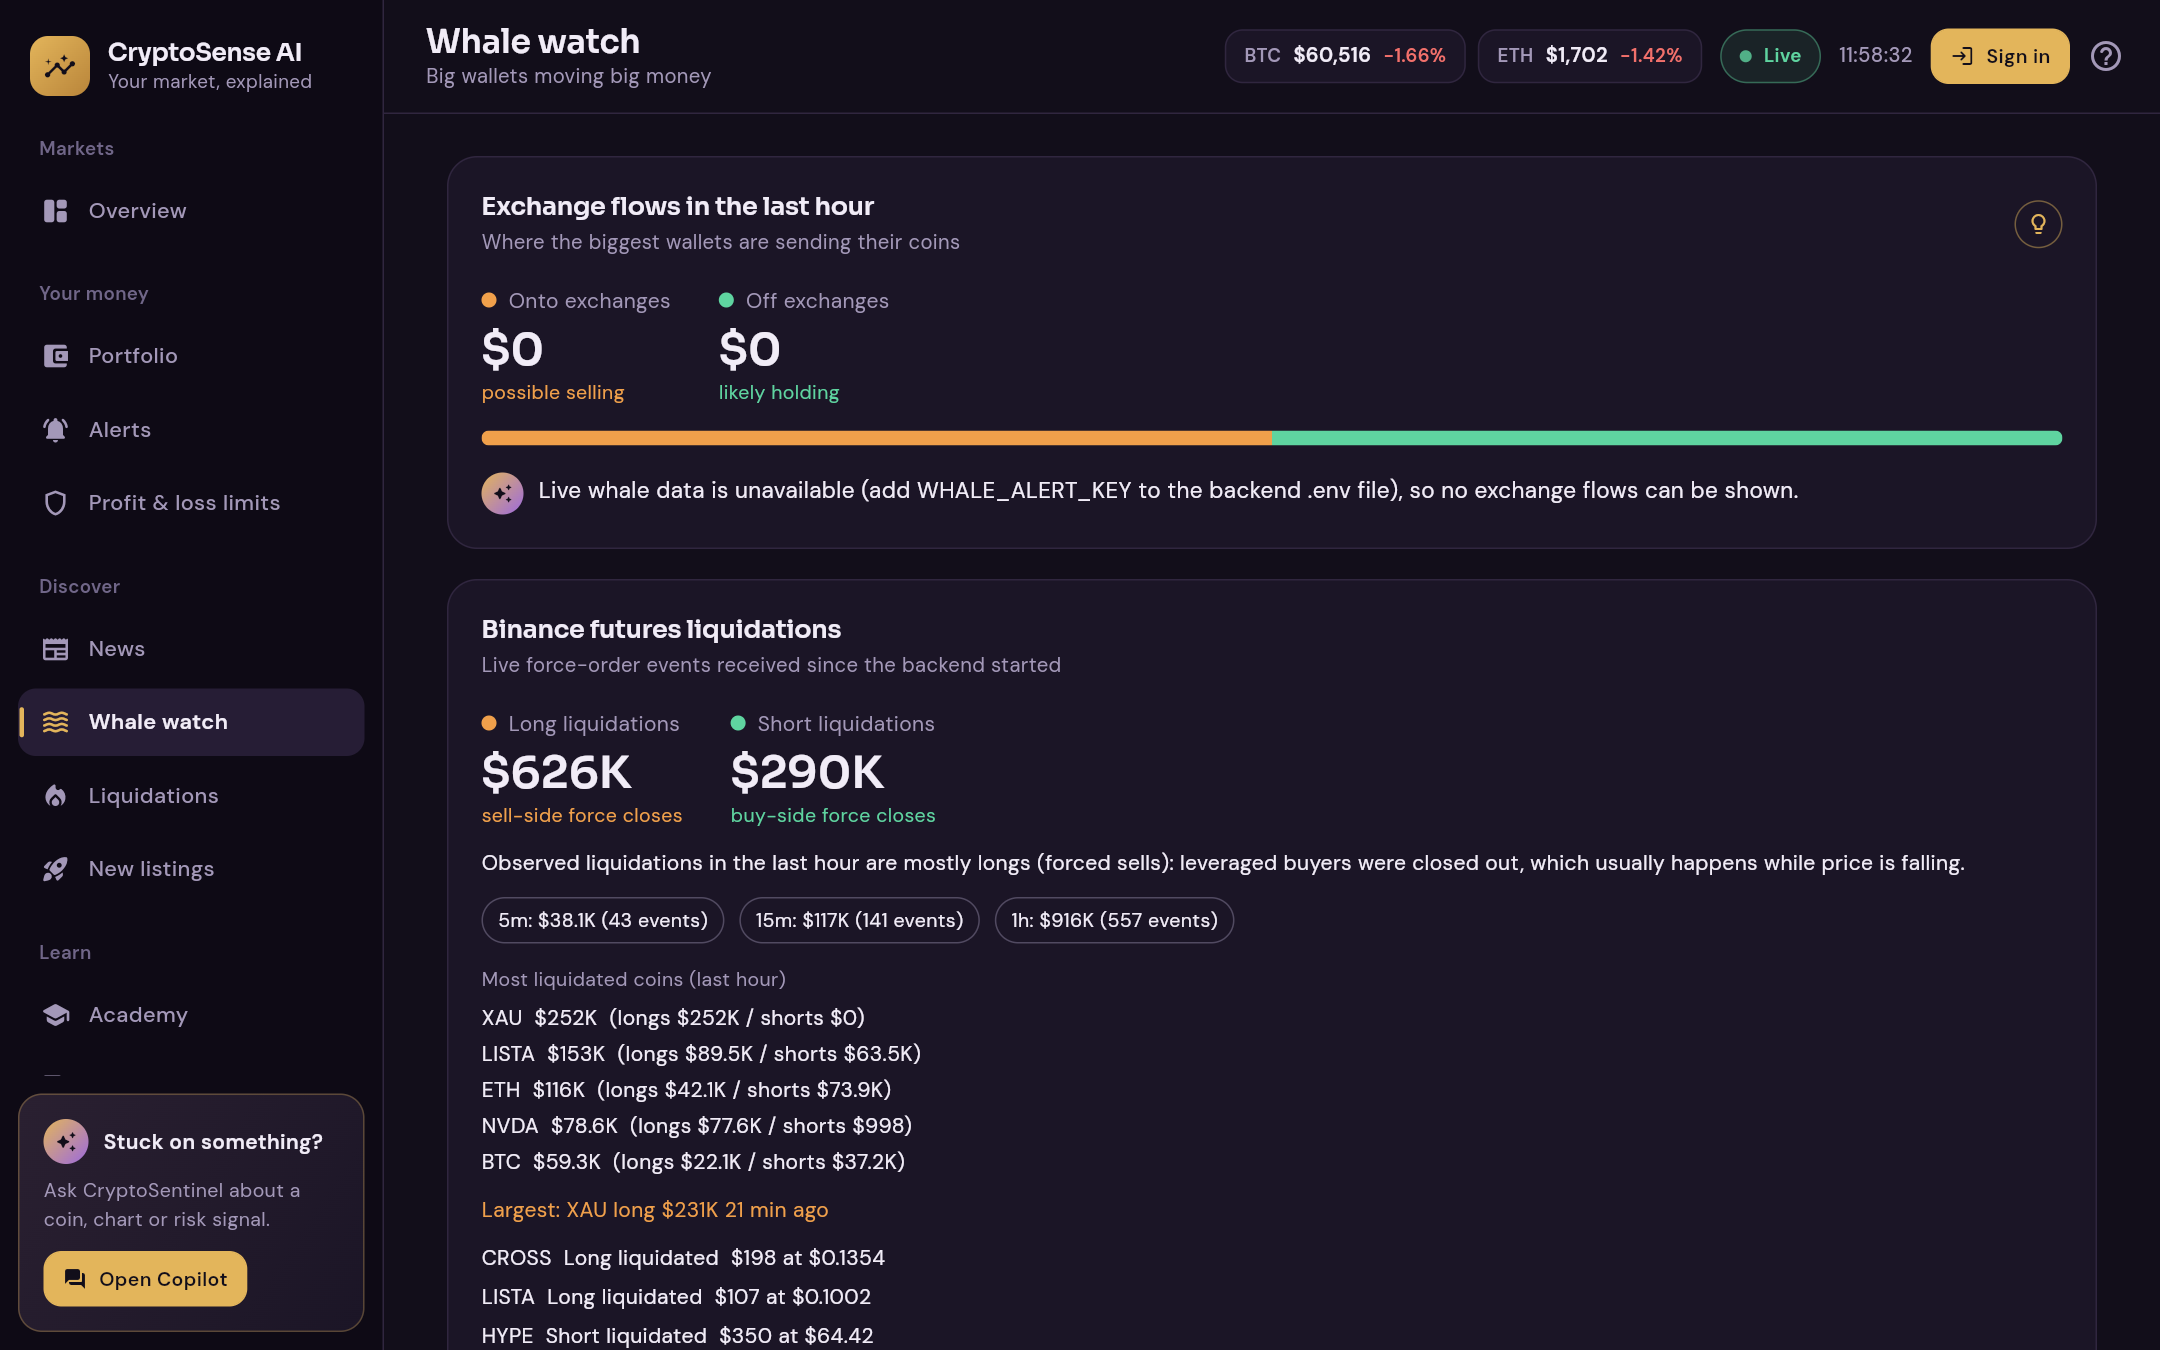 CryptoSense AI
Your market, explained
Markets
Overview
Your money
Portfolio
Alerts
Profit & loss limits
Discover
News
Whale watch
Liquidations
New listings
Learn
Academy
Stuck on something?
Ask CryptoSentinel about a
coin, chart or risk signal.
Open Copilot
Whale watch
Big wallets moving big money
BTC $60,516 -1.66%
ETH $1,702 -1.42%
Live
11:58:32
Sign in
Exchange flows in the last hour
Where the biggest wallets are sending their coins
Onto exchanges
$0
possible selling
Off exchanges
$0
likely holding
Live whale data is unavailable (add WHALE_ALERT_KEY to the backend .env file), so no exchange flows can be shown.
Binance futures liquidations
Live force-order events received since the backend started
Long liquidations
$626K
sell-side force closes
Short liquidations
$290K
buy-side force closes
Observed liquidations in the last hour are mostly longs (forced sells): leveraged buyers were closed out, which usually happens while price is falling.
5m: $38.1K (43 events)
15m: $117K (141 events)
1h: $916K (557 events)
Most liquidated coins (last hour)
XAU $252K (longs $252K / shorts $0)
LISTA $153K (longs $89.5K / shorts $63.5K)
ETH $116K (longs $42.1K / shorts $73.9K)
NVDA $78.6K (longs $77.6K / shorts $998)
BTC $59.3K (longs $22.1K / shorts $37.2K)
Largest: XAU long $231K 21 min ago
CROSS Long liquidated $198 at $0.1354
LISTA Long liquidated $107 at $0.1002
HYPE Short liquidated $350 at $64.42